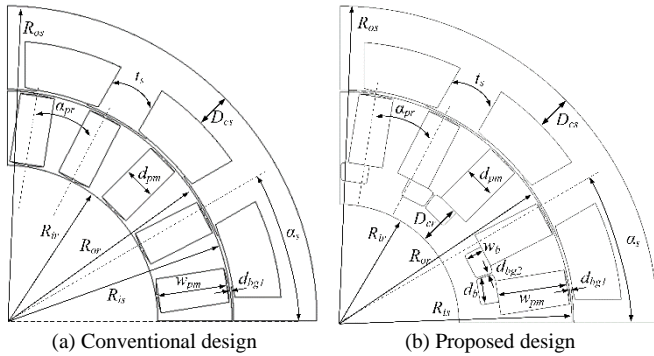 R_os
t_s
α_pr
D_cs
d_pm
R_ir
R_or
α_s
R_is
w_pm
d_bg1
(a) Conventional design
R_os
t_s
α_pr
D_cs
d_pm
D_cr
R_ir
w_b
α_s
R_or
d_bg2
d_b
w_pm
d_bg1
R_is
(b) Proposed design